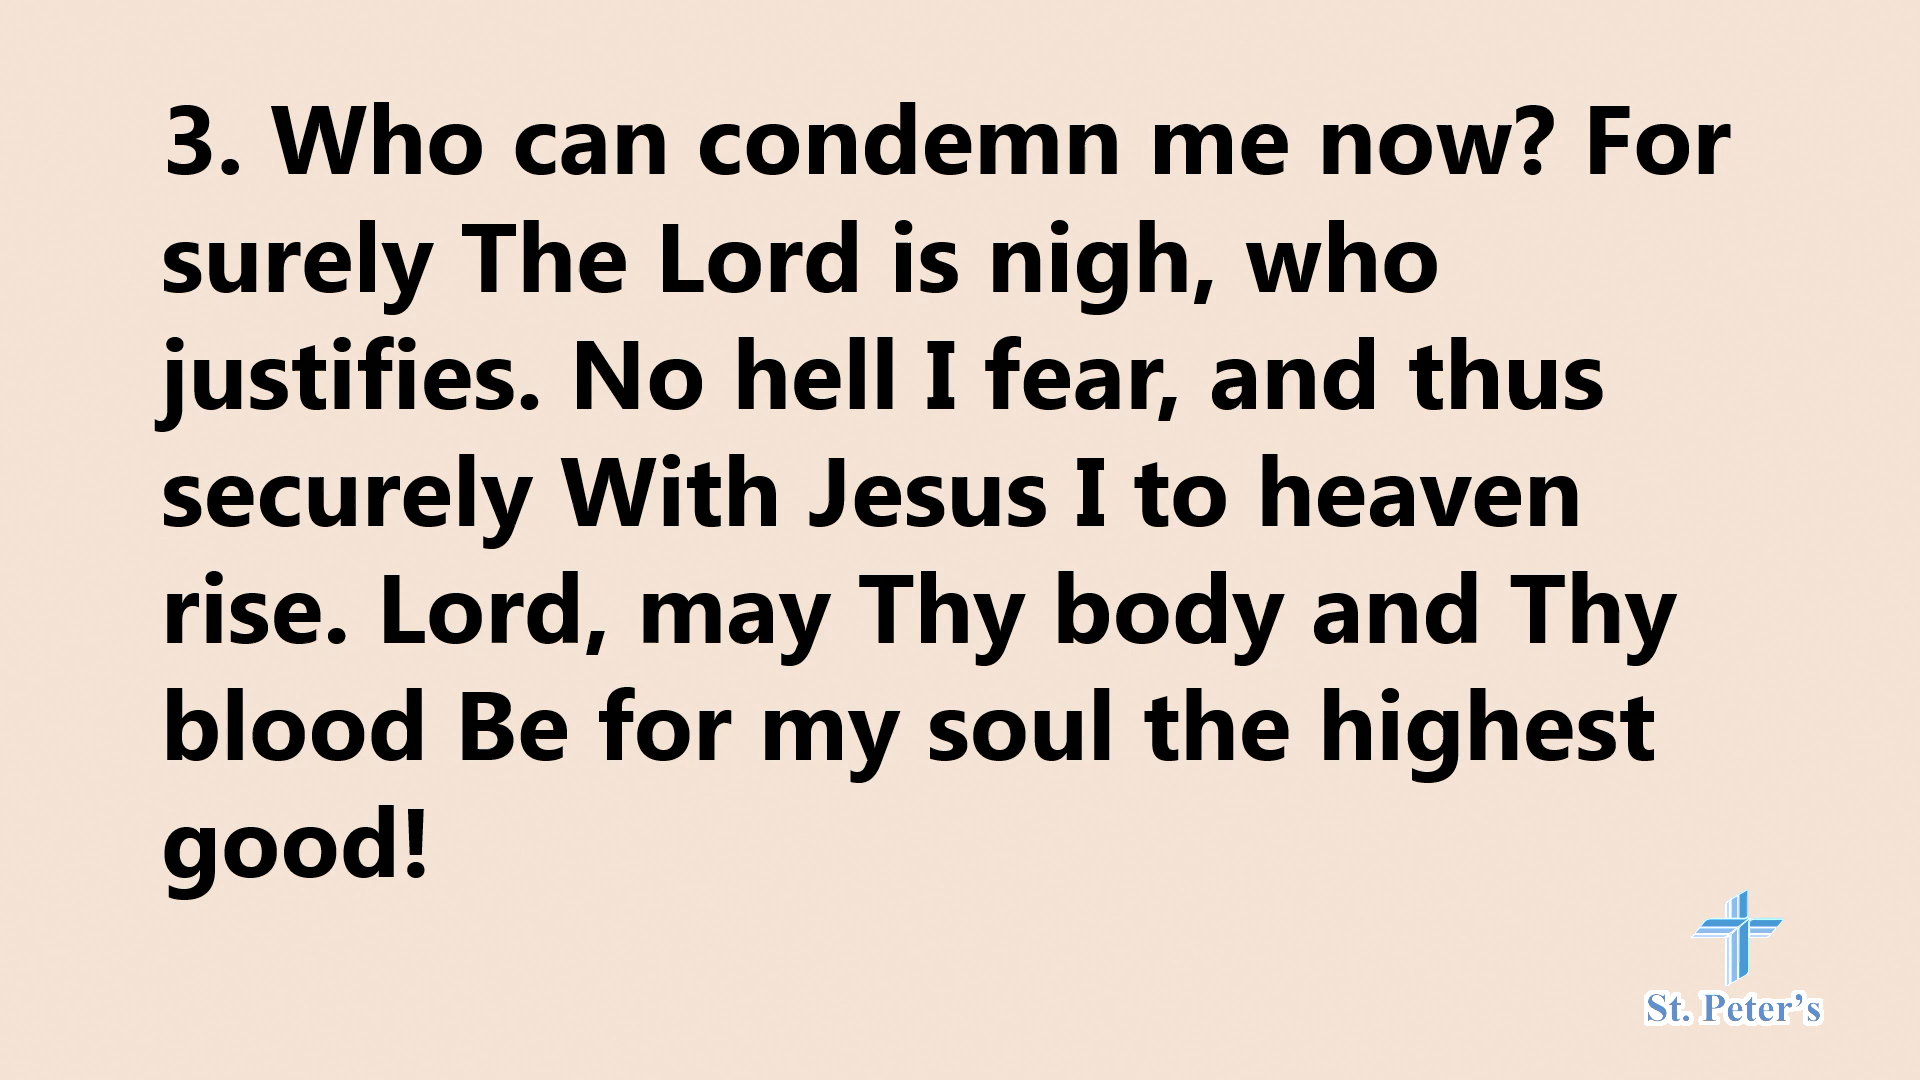 3. Who can condemn me now? For
surely The Lord is nigh, who
justifies. No hell I fear, and thus
securely With Jesus I to heaven
rise. Lord, may Thy body and Thy
blood Be for my soul the highest
good!
St. Peter’s